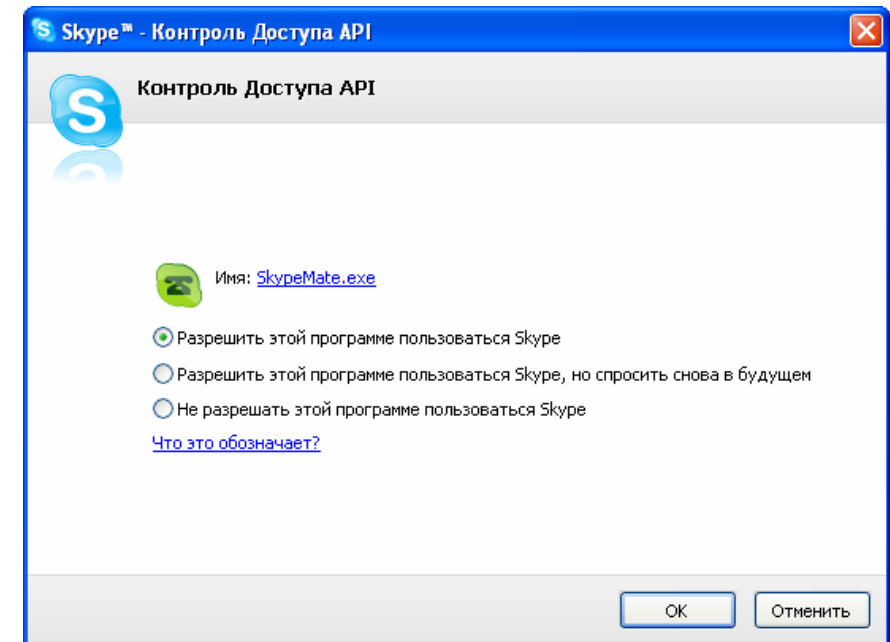 Skype™ - Контроль Доступа API
Контроль Доступа API
Имя: SkypeMate.exe
Разрешить этой программе пользоваться Skype
Разрешить этой программе пользоваться Skype, но спросить снова в будущем
Не разрешать этой программе пользоваться Skype
Что это обозначает?
ОК Отменить